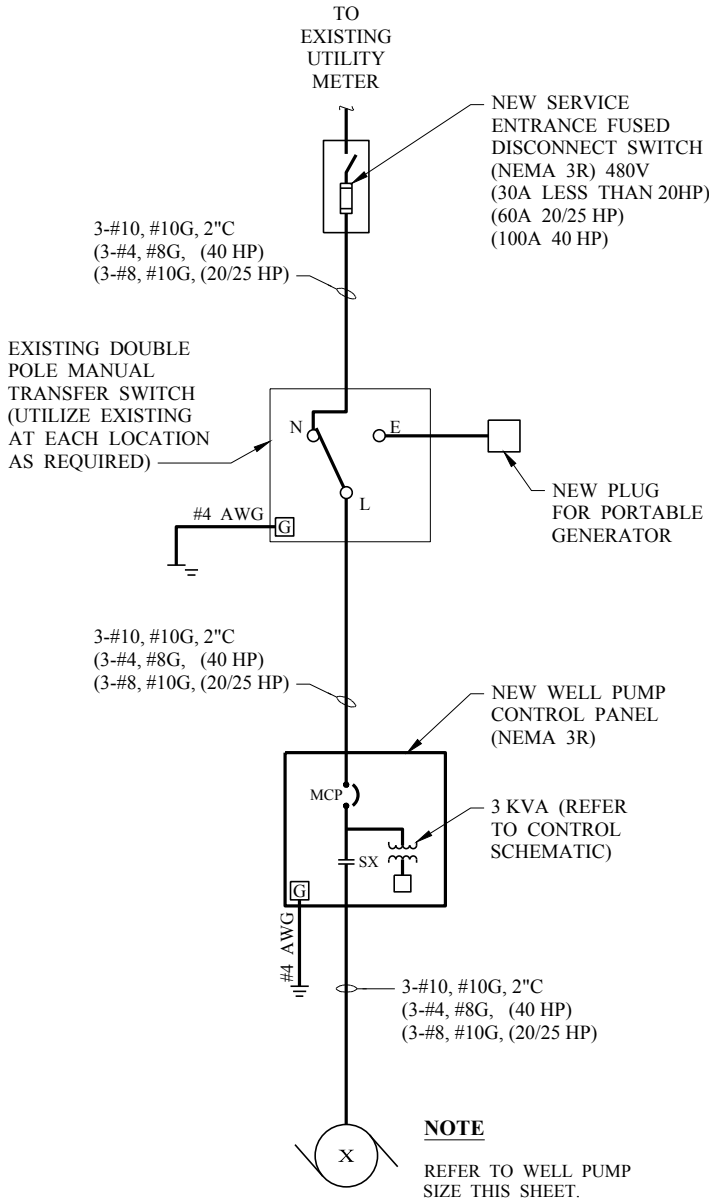 TO
EXISTING
UTILITY
METER
NEW SERVICE
ENTRANCE FUSED
DISCONNECT SWITCH
(NEMA 3R) 480V
(30A LESS THAN 20HP)
(60A 20/25 HP)
(100A 40 HP)
3-#10, #10G, 2"C
(3-#4, #8G, (40 HP)
(3-#8, #10G, (20/25 HP)
EXISTING DOUBLE
POLE MANUAL
TRANSFER SWITCH
(UTILIZE EXISTING
AT EACH LOCATION
AS REQUIRED)
N
E
L
NEW PLUG
FOR PORTABLE
GENERATOR
#4 AWG
G
3-#10, #10G, 2"C
(3-#4, #8G, (40 HP)
(3-#8, #10G, (20/25 HP)
NEW WELL PUMP
CONTROL PANEL
(NEMA 3R)
MCP
3 KVA (REFER
TO CONTROL
SCHEMATIC)
SX
G
#4 AWG
3-#10, #10G, 2"C
(3-#4, #8G, (40 HP)
(3-#8, #10G, (20/25 HP)
X
NOTE
REFER TO WELL PUMP
SIZE THIS SHEET.